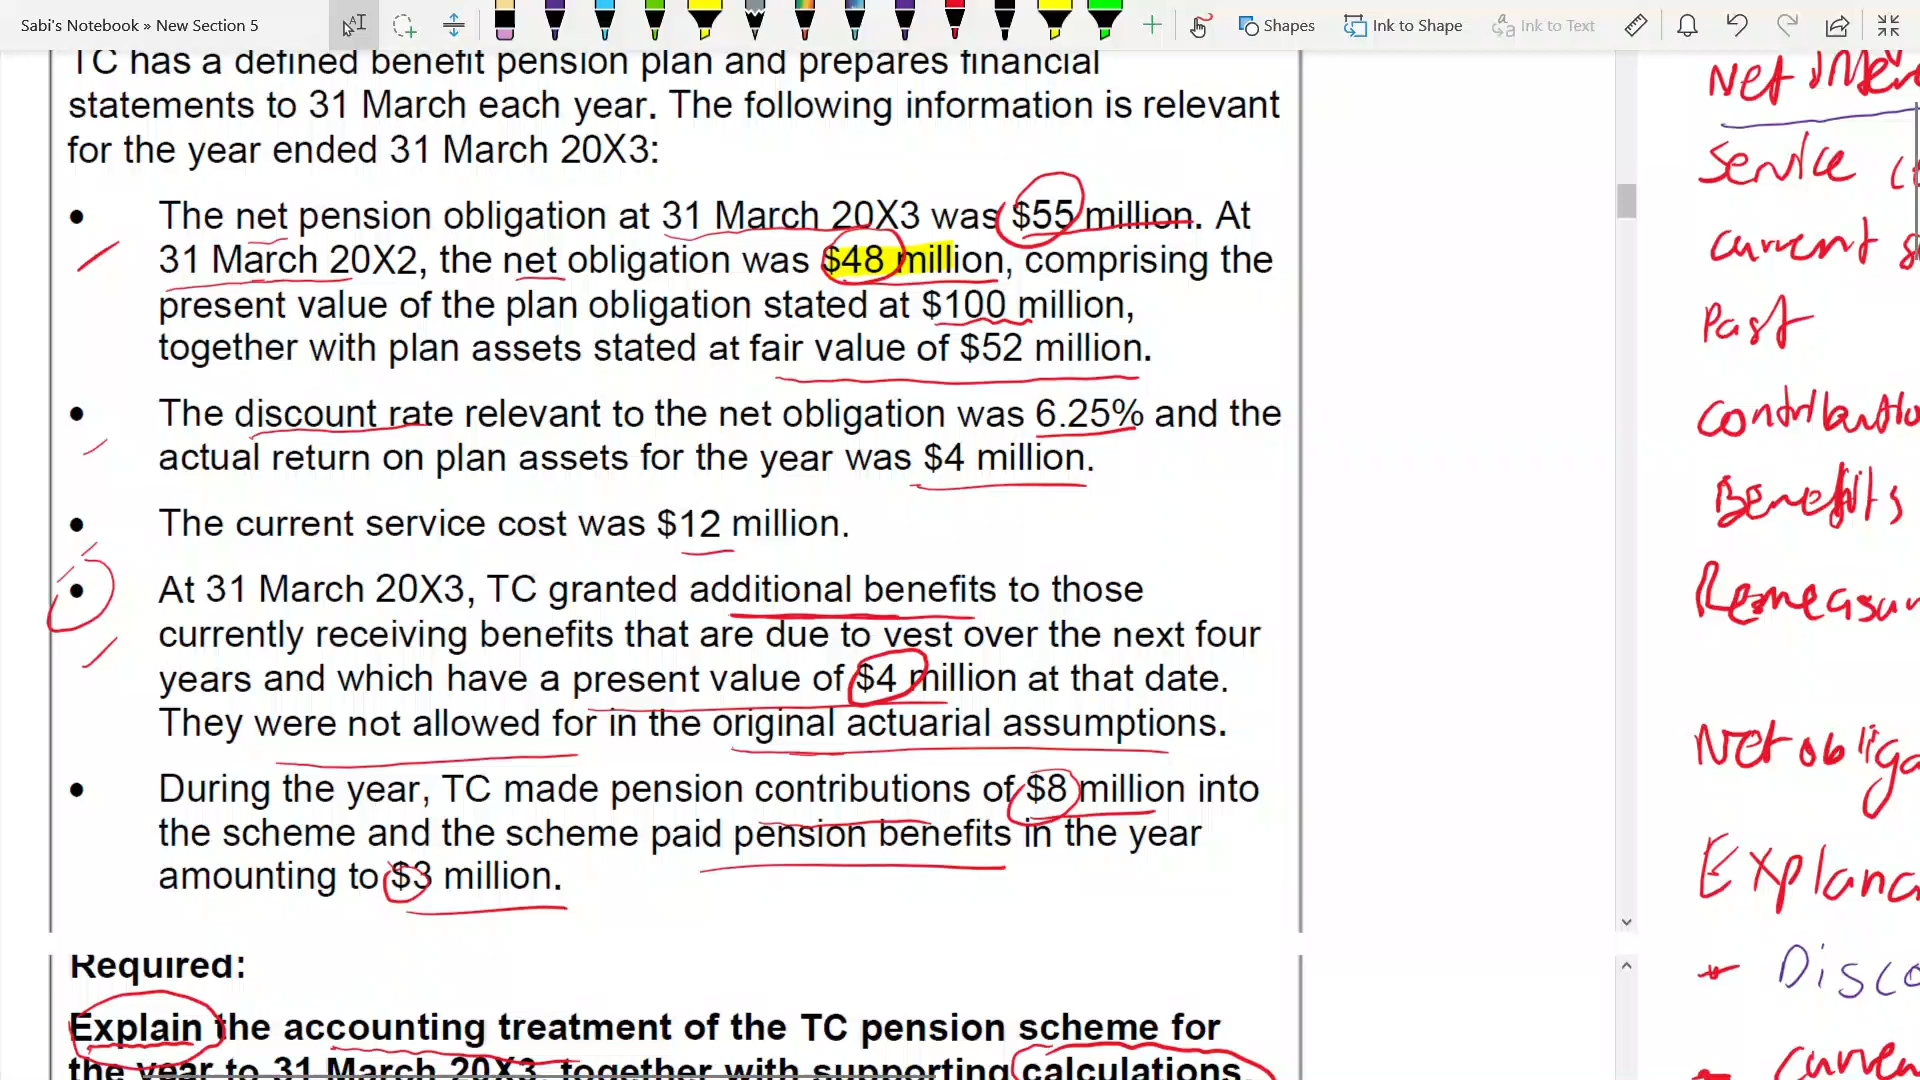 Sabi's Notebook » New Section 5
Shapes
Ink to Shape
Ink to Text
TC has a defined benefit pension plan and prepares financial
statements to 31 March each year. The following information is relevant
for the year ended 31 March 20X3:
• The net pension obligation at 31 March 20X3 was $55 million. At
31 March 20X2, the net obligation was $48 million, comprising the
present value of the plan obligation stated at $100 million,
together with plan assets stated at fair value of $52 million.
• The discount rate relevant to the net obligation was 6.25% and the
actual return on plan assets for the year was $4 million.
• The current service cost was $12 million.
• At 31 March 20X3, TC granted additional benefits to those
currently receiving benefits that are due to vest over the next four
years and which have a present value of $4 million at that date.
They were not allowed for in the original actuarial assumptions.
• During the year, TC made pension contributions of $8 million into
the scheme and the scheme paid pension benefits in the year
amounting to $3 million.
Required:
Explain the accounting treatment of the TC pension scheme for
the year to 31 March 20X3, together with supporting calculations.
Net
Service
current
Past
Benefits
Net